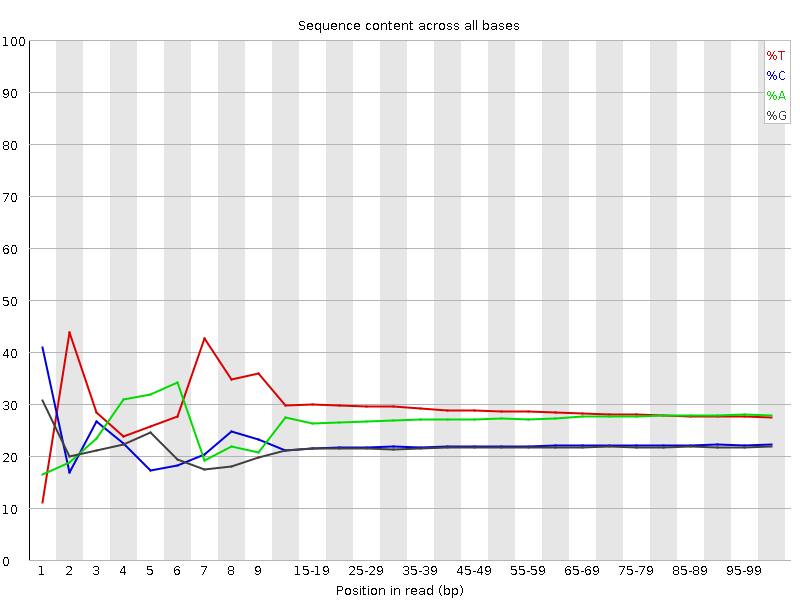 Sequence content across all bases
100
90
80
70
60
50
40
30
20
10
0
%T
%C
%A
%G
1 2 3 4 5 6 7 8 9 15-19 25-29 35-39 45-49 55-59 65-69 75-79 85-89 95-99
Position in read (bp)